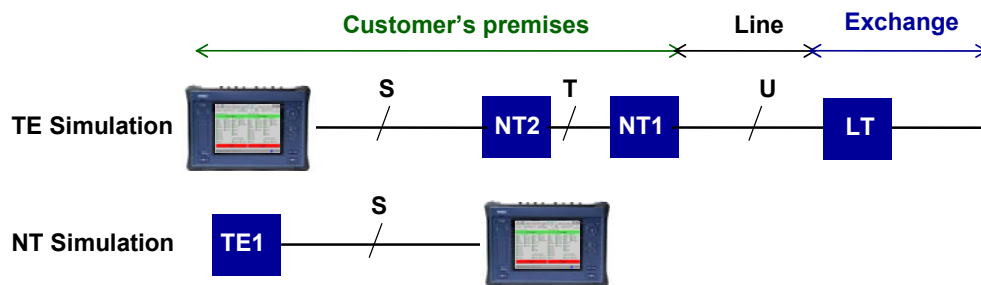 Customer's premises
Line
Exchange
S
T
U
TE Simulation
NT2
NT1
LT
S
NT Simulation
TE1